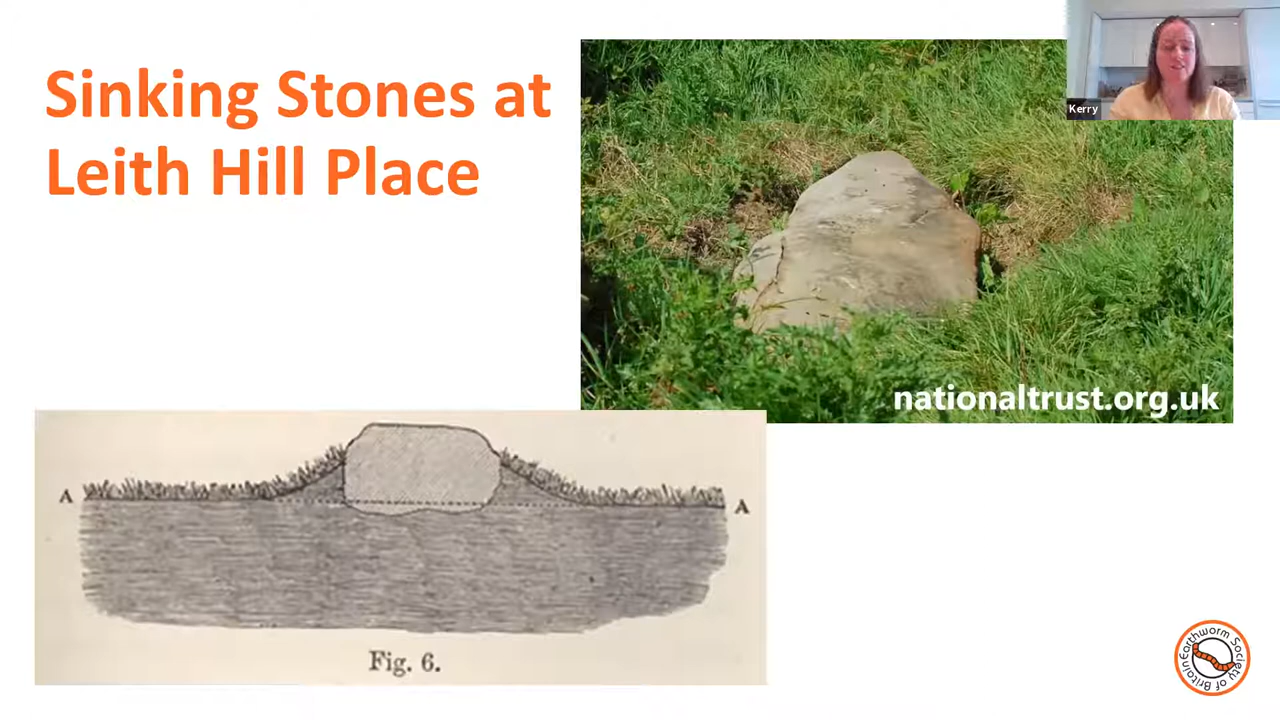 Sinking Stones at
Leith Hill Place
Kerry
nationaltrust.org.uk
A
A
Fig. 6.
Earthworm Society
of Britain